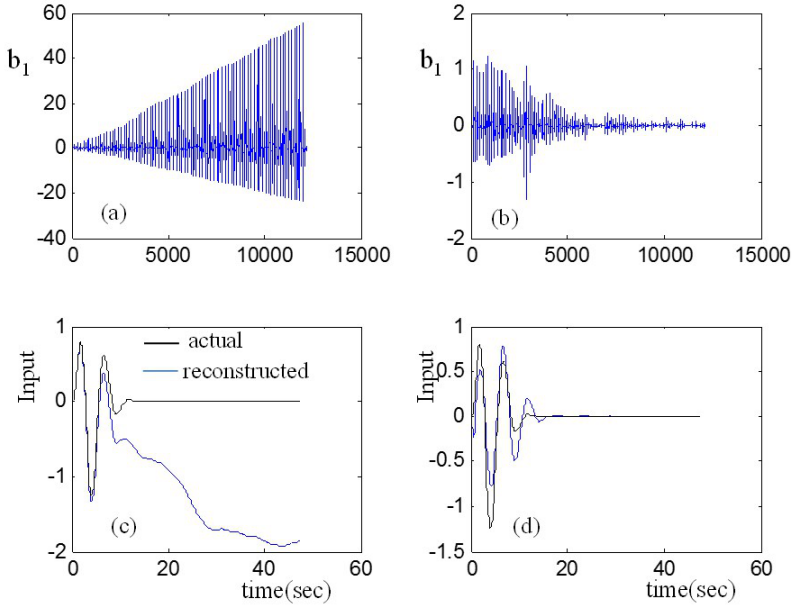 60
40
20
0
-20
-40
b1
(a)
0 5000 10000 15000
2
1
0
-1
-2
b1
(b)
0 5000 10000 15000
1
0
-1
-2
Input
actual
reconstructed
(c)
0 20 40 60
time(sec)
1
0.5
0
-0.5
-1
-1.5
Input
(d)
0 20 40 60
time(sec)